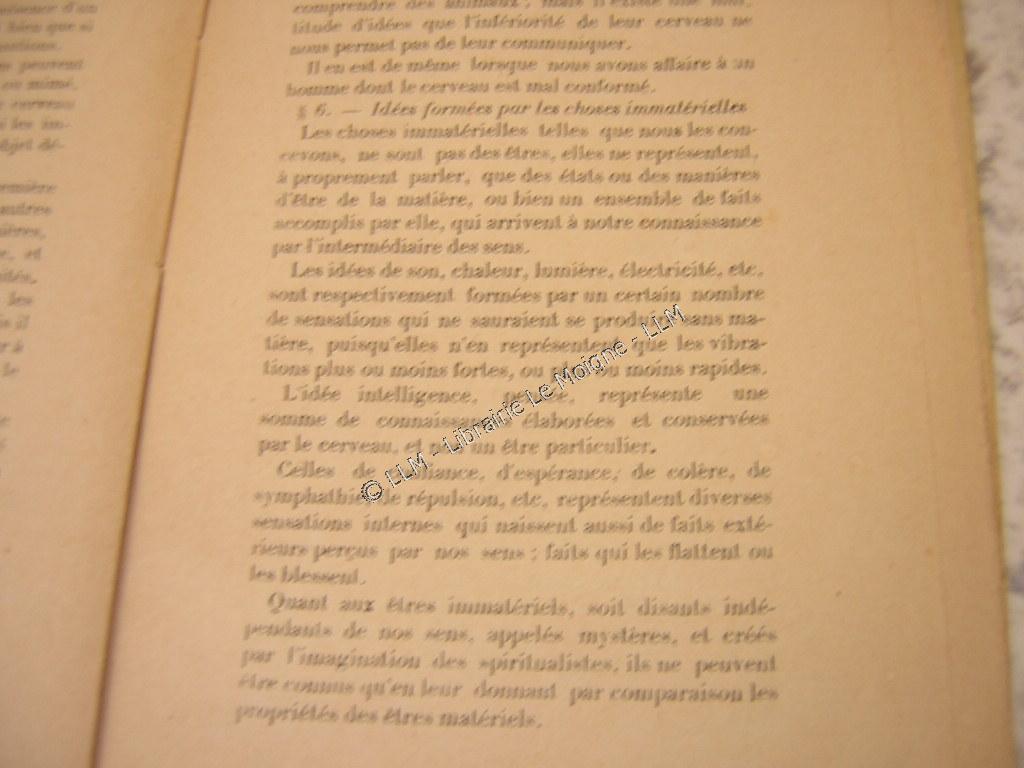 comprendre des animaux; mais il existe une mul-
titude d'idées que l'infériorité de leur cerveau ne
nous permet pas de leur communiquer.
Il en est de même lorsque nous avons affaire à un
homme dont le cerveau est mal conformé.
§ 6. — Idées formées par les choses immatérielles
Les choses immatérielles telles que nous les con-
cevons, ne sont pas des êtres, elles ne représentent,
à proprement parler, que des états ou des manières
d'être de la matière, ou bien un ensemble de faits
accomplis par elle, qui arrivent à notre connaissance
par l'intermédiaire des sens.
Les idées de son, chaleur, lumière, électricité, etc.
sont respectivement formées par un certain nombre
de sensations qui ne sauraient se produire sans ma-
tière, puisqu'elles n'en représentent que les vibra-
tions plus ou moins fortes, ou plus ou moins rapides.
L'idée intelligence, pensée, représente une
somme de connaissances élaborées et conservées
par le cerveau, et non un être particulier.
Celles de confiance, d'espérance, de colère, de
symphathie, de répulsion, etc, représentent diverses
sensations internes qui naissent aussi de faits exté-
rieurs perçus par nos sens ; faits qui les flattent ou
les blessent.
Quant aux êtres immatériels, soit disants indé-
pendants de nos sens, appelés mystères, et créés
par l'imagination des spiritualistes, ils ne peuvent
être connus qu'en leur donnant par comparaison les
propriétés des êtres matériels.
© LLM - Librairie Le Moigne - LLM